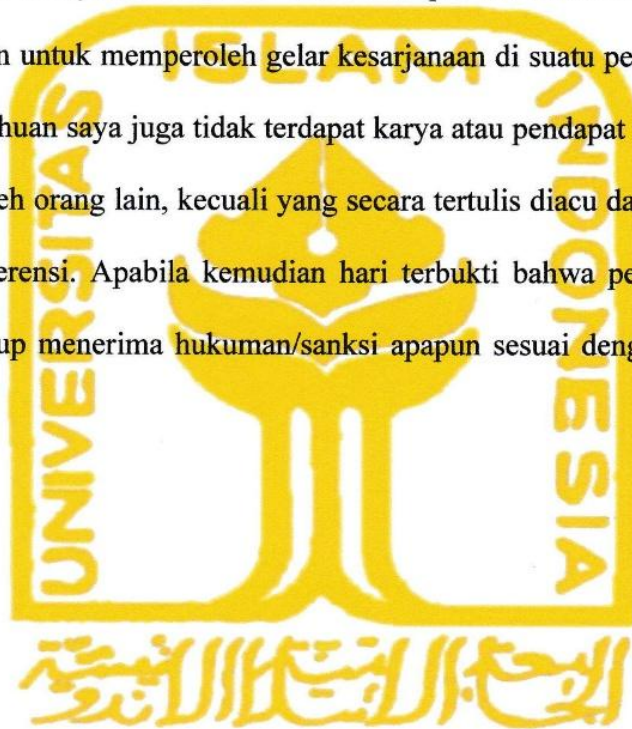 n untuk memperoleh gelar kesarjanaan di suatu pe
huan saya juga tidak terdapat karya atau pendapat
eh orang lain, kecuali yang secara tertulis diacu da
erensi. Apabila kemudian hari terbukti bahwa pe
up menerima hukuman/sanksi apapun sesuai deng
UNIVERSITAS
ISLAM
INDONESIA